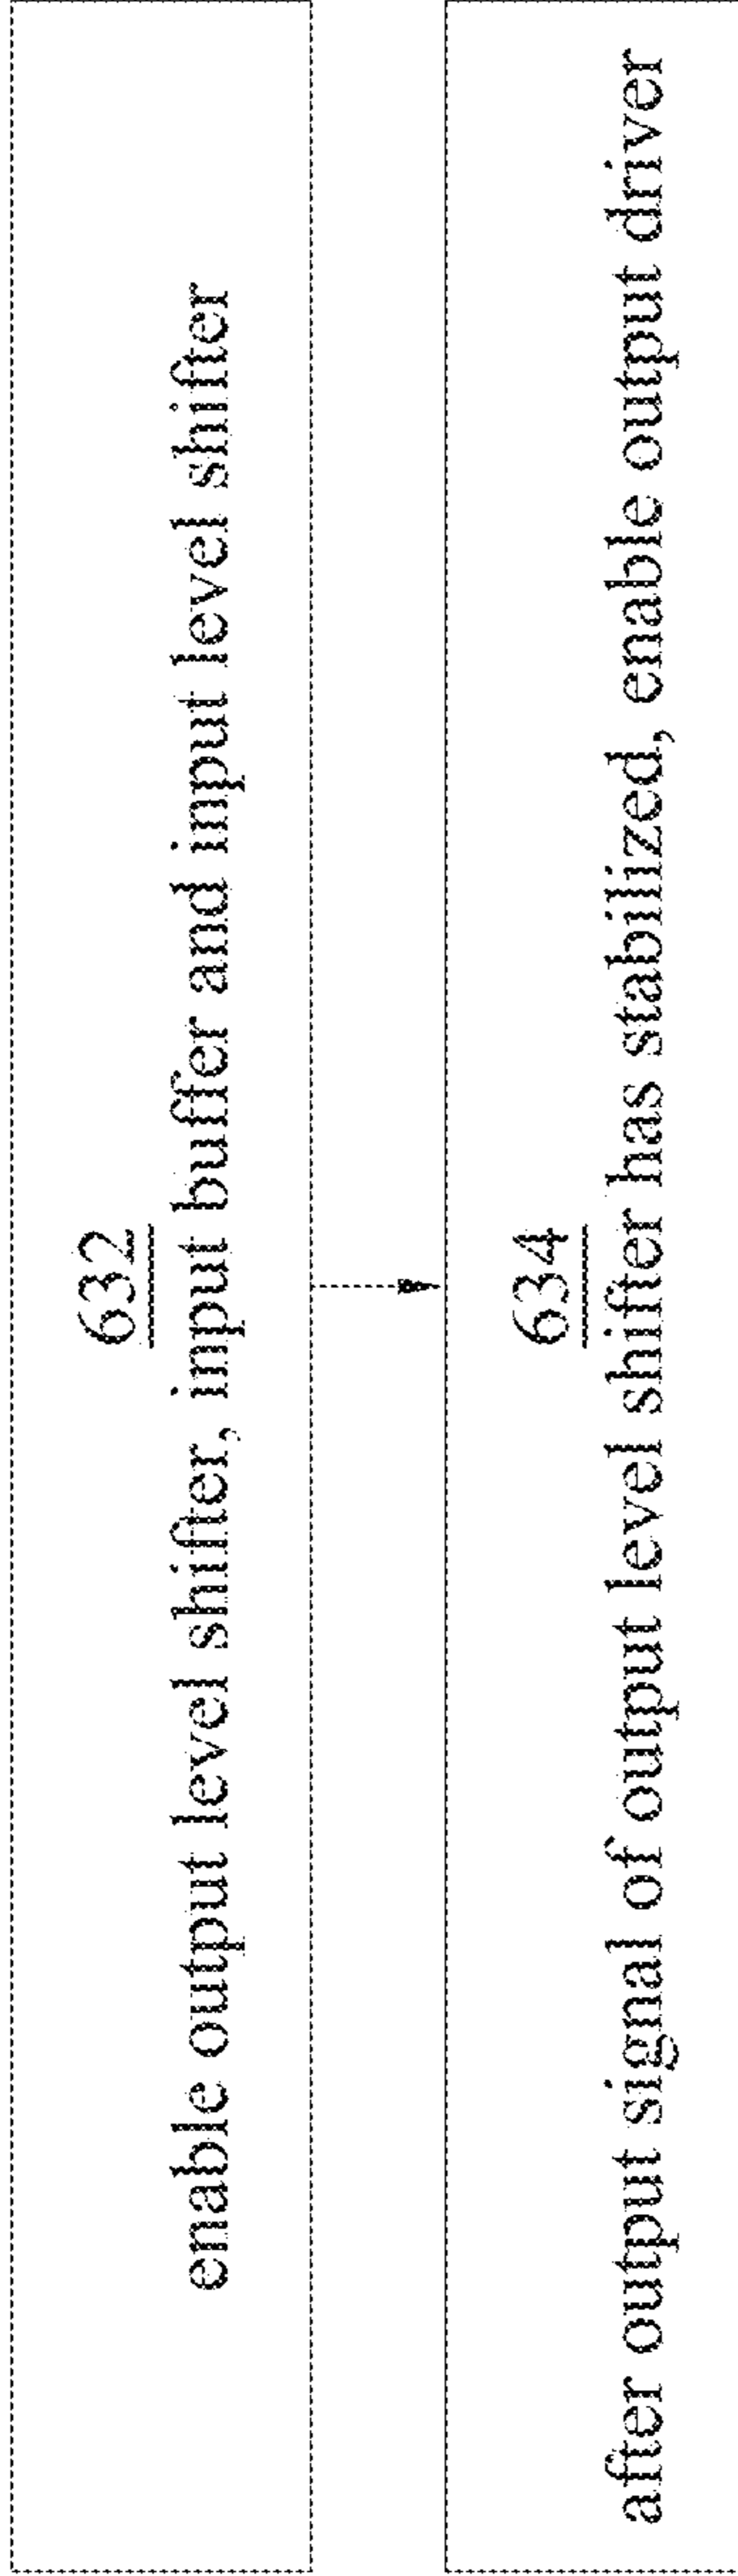 632
enable output level shifter, input buffer and input level shifter
634
after output signal of output level shifter has stabilized, enable output driver